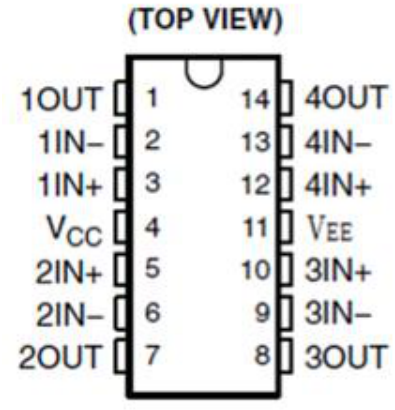 (TOP VIEW)
1OUT 1 14 4OUT
1IN− 2 13 4IN−
1IN+ 3 12 4IN+
VCC 4 11 VEE
2IN+ 5 10 3IN+
2IN− 6 9 3IN−
2OUT 7 8 3OUT